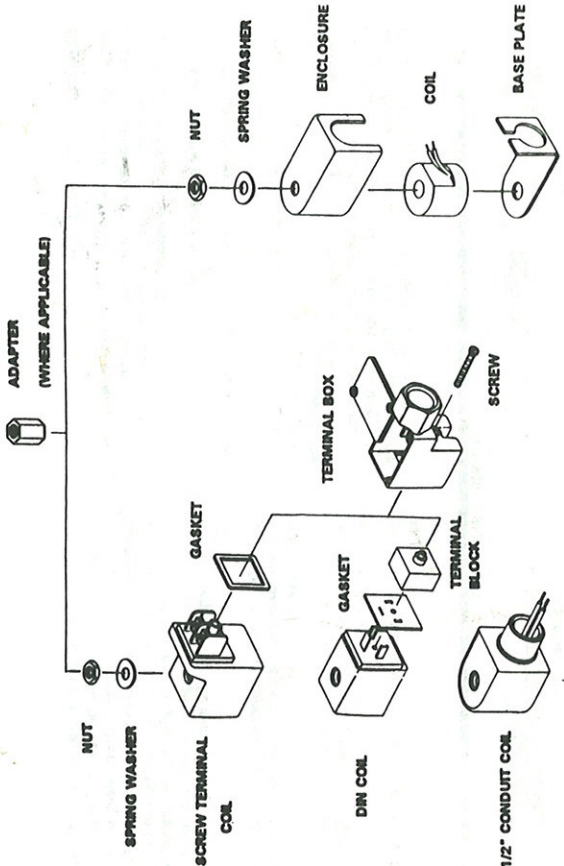 ADAPTER
(WHERE APPLICABLE)
NUT
SPRING WASHER
SCREW TERMINAL
COIL
GASKET
DIN COIL
GASKET
TERMINAL
BLOCK
TERMINAL BOX
SCREW
1/2" CONDUIT COIL
NUT
SPRING WASHER
ENCLOSURE
COIL
BASE PLATE